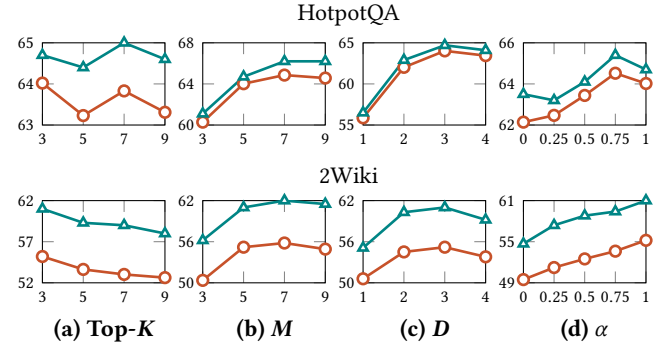 HotpotQA
65 68 65 66
64 64 60 64
63 60 55 62
3 5 7 9 3 5 7 9 1 2 3 4 0 0.25 0.5 0.75 1
2Wiki
62 62 62 61
57 56 56 55
52 50 50 49
3 5 7 9 3 5 7 9 1 2 3 4 0 0.25 0.5 0.75 1
(a) Top-K (b) M (c) D (d) α